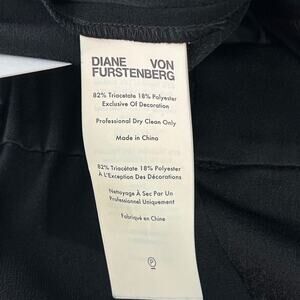 DIANE VON
FURSTENBERG
82% Triacetate 18% Polyester
Exclusive Of Decoration
Professional Dry Clean Only
Made in China
82% Triacétate 18% Polyester
À L'Exception Des Décorations
Nettoyage À Sec Par Un
Professionnel Uniquement
Fabriqué en Chine
P